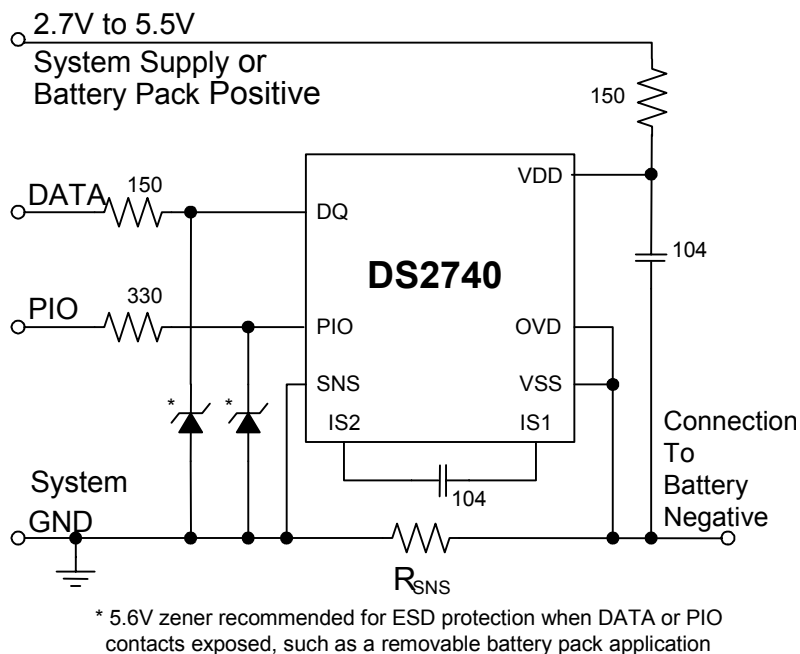 2.7V to 5.5V
System Supply or
Battery Pack Positive
150
VDD
DATA
150
DQ
104
DS2740
PIO
330
PIO
OVD
SNS
VSS
*
*
IS2
IS1
Connection
To
Battery
Negative
104
System
GND
RSNS
* 5.6V zener recommended for ESD protection when DATA or PIO
contacts exposed, such as a removable battery pack application